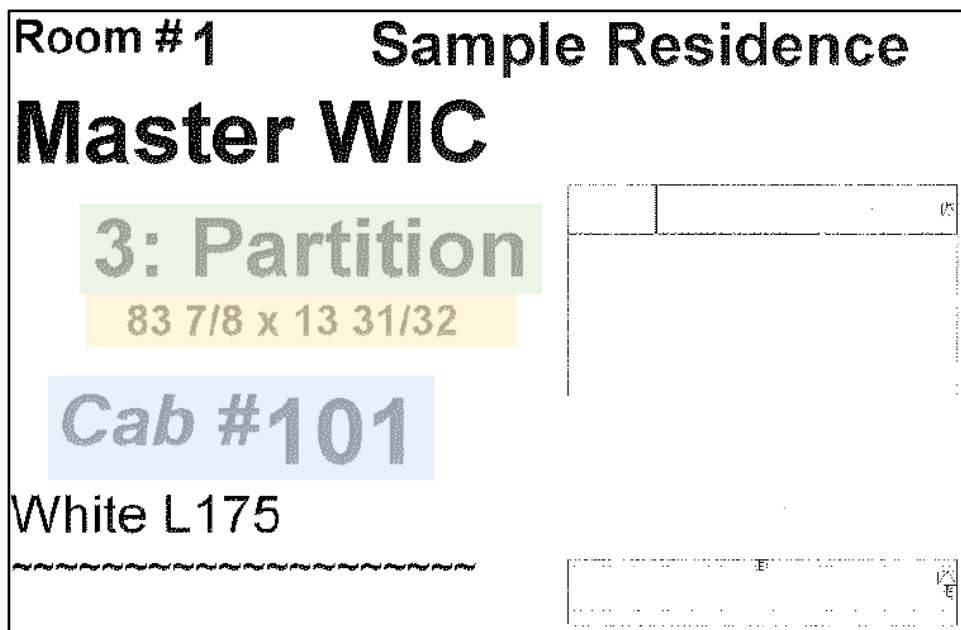 Room # 1
Sample Residence
Master WIC
3: Partition
83 7/8 x 13 31/32
Cab #101
White L175
~~~~~~~~~~~~~~~~~~~~
E
E